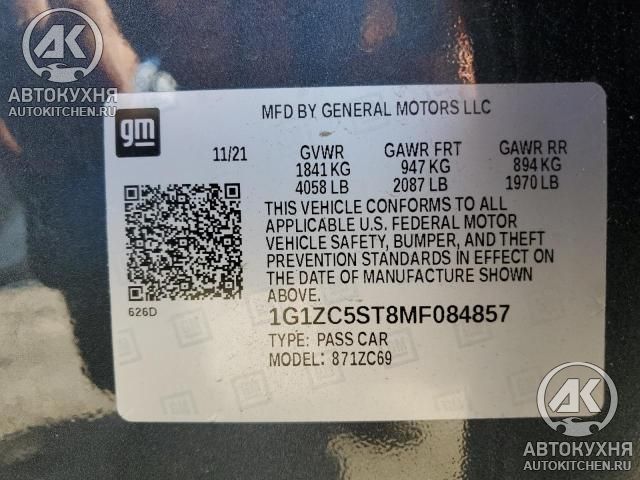 АК
АВТОКУХНЯ
AUTOKITCHEN.RU
gm
MFD BY GENERAL MOTORS LLC
11/21 GVWR GAWR FRT GAWR RR
1841 KG 947 KG 894 KG
4058 LB 2087 LB 1970 LB
THIS VEHICLE CONFORMS TO ALL
APPLICABLE U.S. FEDERAL MOTOR
VEHICLE SAFETY, BUMPER, AND THEFT
PREVENTION STANDARDS IN EFFECT ON
THE DATE OF MANUFACTURE SHOWN
ABOVE.
626D
1G1ZC5ST8MF084857
TYPE: PASS CAR
MODEL: 871ZC69
АК
АВТОКУХНЯ
AUTOKITCHEN.RU